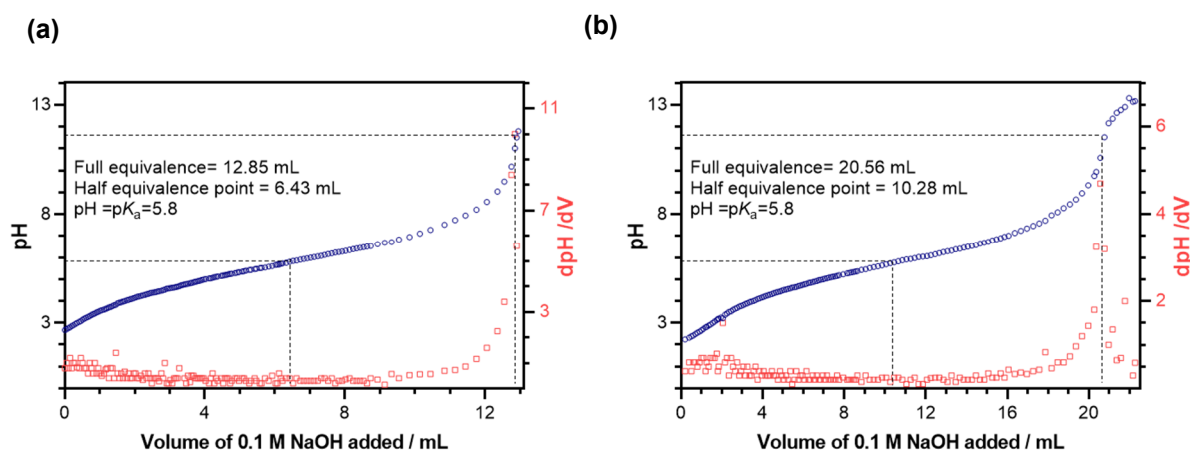 (a)
13
8
3
pH
Full equivalence= 12.85 mL
Half equivalence point = 6.43 mL
pH =pKa=5.8
11
7
3
dpH /dV
0
4
8
12
Volume of 0.1 M NaOH added / mL
(b)
13
8
3
pH
Full equivalence= 20.56 mL
Half equivalence point = 10.28 mL
pH =pKa=5.8
6
4
2
dpH /dV
0
4
8
12
16
20
Volume of 0.1 M NaOH added / mL